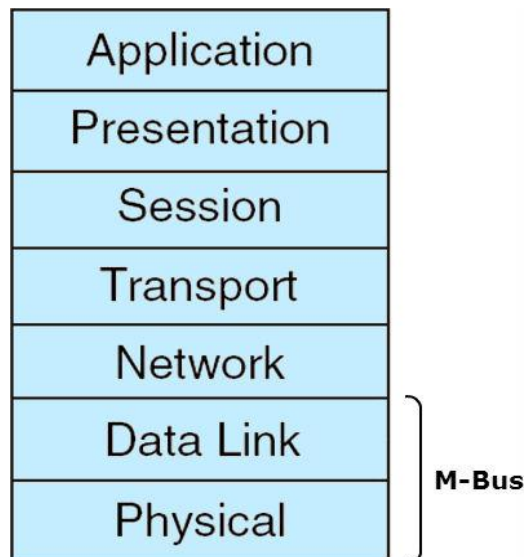 Application
Presentation
Session
Transport
Network
Data Link
Physical
M-Bus